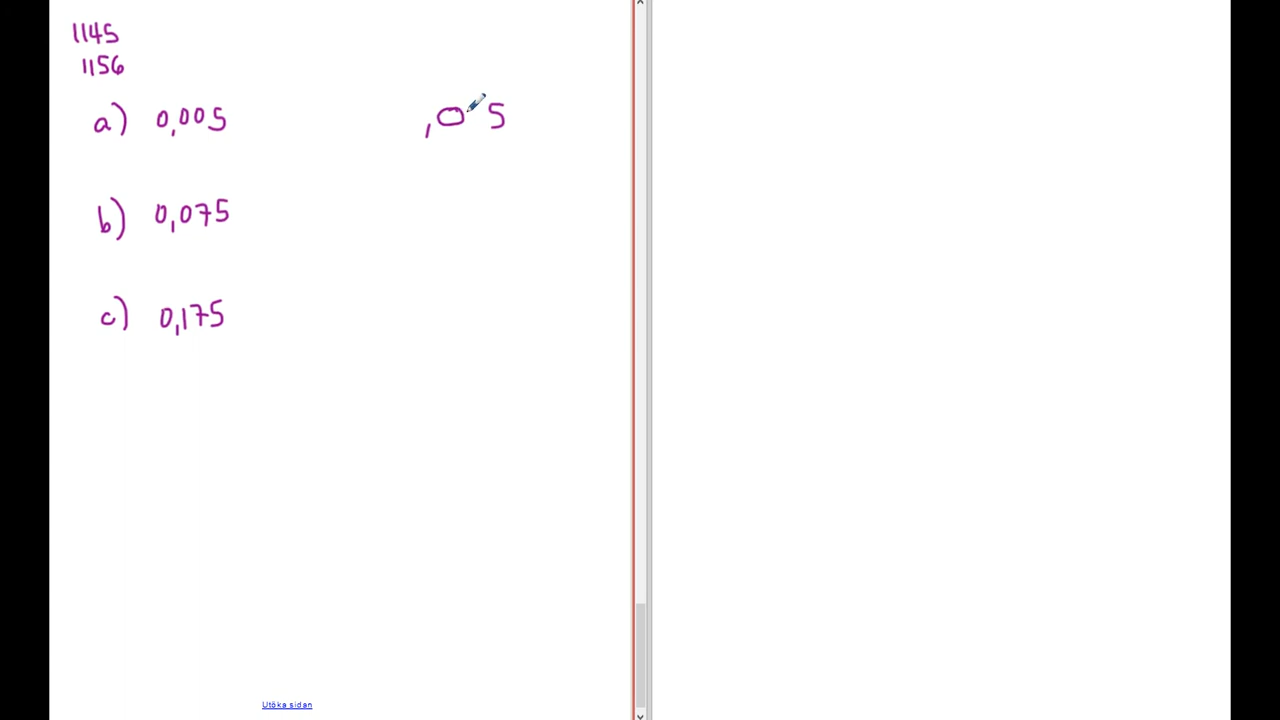 1145
1156
a) 0,005
,0 5
b) 0,075
c) 0,175
Utöka sidan